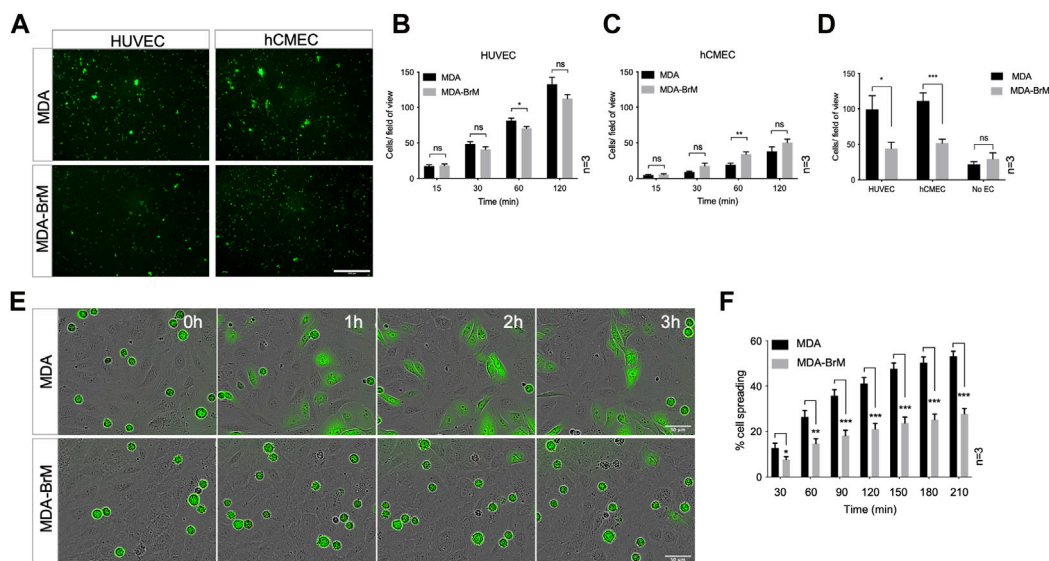 A
HUVEC
hCMEC
MDA
MDA-BrM
B
HUVEC
MDA
MDA-BrM
Cells/ field of view
150
100
50
0
ns
ns
*
ns
15
30
60
120
Time (min)
n=3
C
hCMEC
MDA
MDA-BrM
Cells/ field of view
150
100
50
0
ns
ns
**
ns
15
30
60
120
Time (min)
n=3
D
MDA
MDA-BrM
Cells/ field of view
150
100
50
0
*
***
ns
HUVEC
hCMEC
No EC
n=3
E
0h
1h
2h
3h
MDA
50 µm
MDA-BrM
50 µm
F
MDA
MDA-BrM
% cell spreading
60
40
20
0
*
**
***
***
***
***
***
30
60
90
120
150
180
210
Time (min)
n=3